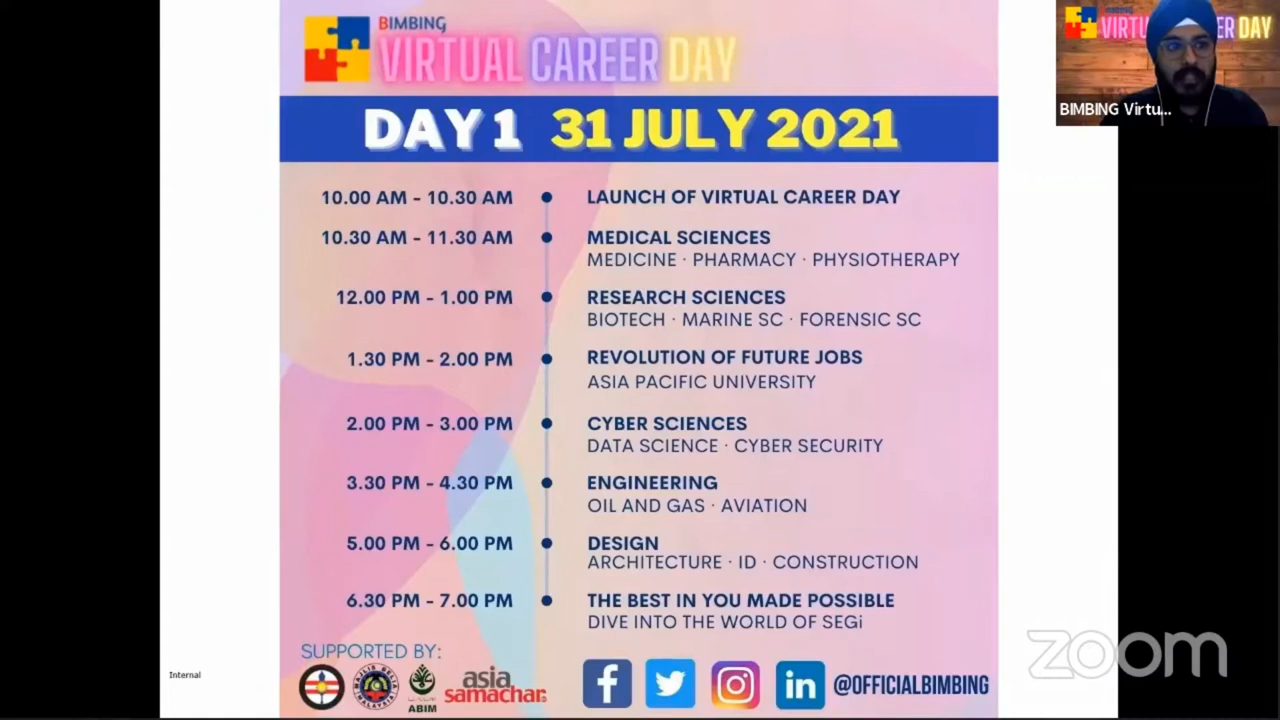 BIMBING
VIRTUAL CAREER DAY
DAY 1 31 JULY 2021
10.00 AM - 10.30 AM
LAUNCH OF VIRTUAL CAREER DAY
10.30 AM - 11.30 AM
MEDICAL SCIENCES
MEDICINE · PHARMACY · PHYSIOTHERAPY
12.00 PM - 1.00 PM
RESEARCH SCIENCES
BIOTECH · MARINE SC · FORENSIC SC
1.30 PM - 2.00 PM
REVOLUTION OF FUTURE JOBS
ASIA PACIFIC UNIVERSITY
2.00 PM - 3.00 PM
CYBER SCIENCES
DATA SCIENCE · CYBER SECURITY
3.30 PM - 4.30 PM
ENGINEERING
OIL AND GAS · AVIATION
5.00 PM - 6.00 PM
DESIGN
ARCHITECTURE · ID · CONSTRUCTION
6.30 PM - 7.00 PM
THE BEST IN YOU MADE POSSIBLE
DIVE INTO THE WORLD OF SEGi
SUPPORTED BY:
ABIM
asia
samachar
@OFFICIALBIMBING
Internal
VIRTU ER DAY
BIMBING Virtu...
zoom